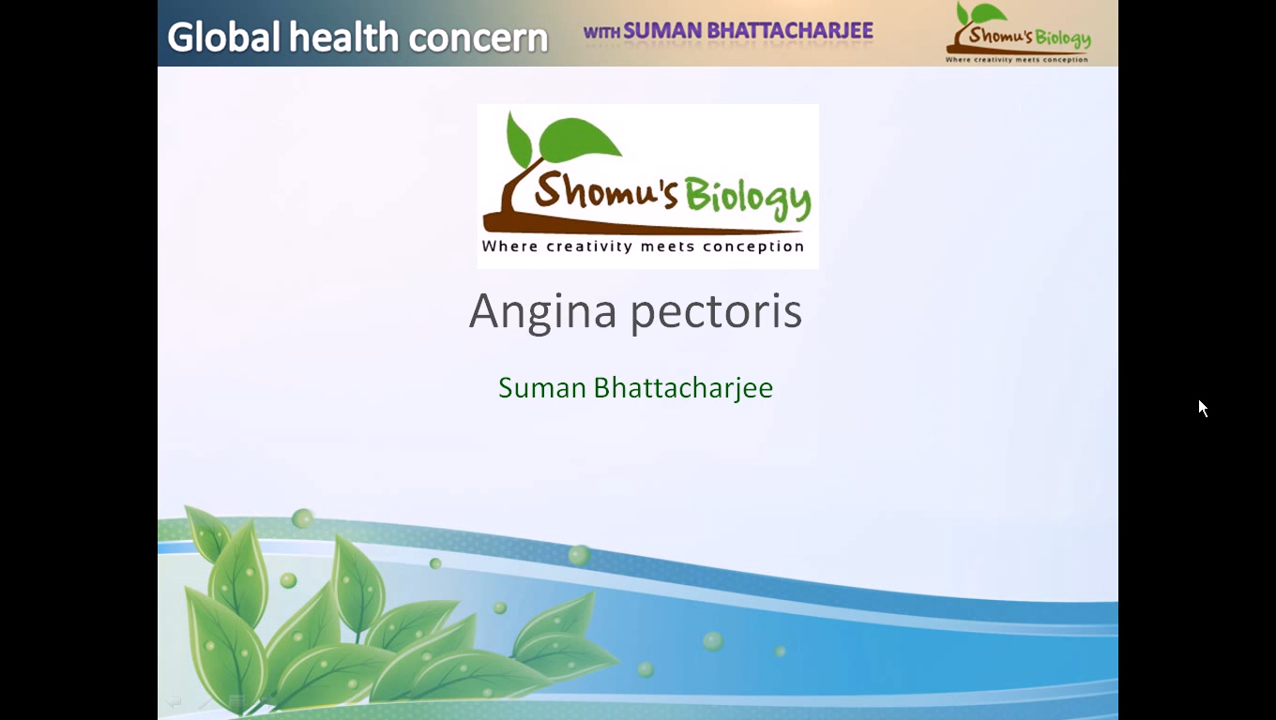 Global health concern
WITH SUMAN BHATTACHARJEE
Shomu's Biology
Where creativity meets conception
Shomu's Biology
Where creativity meets conception
Angina pectoris
Suman Bhattacharjee